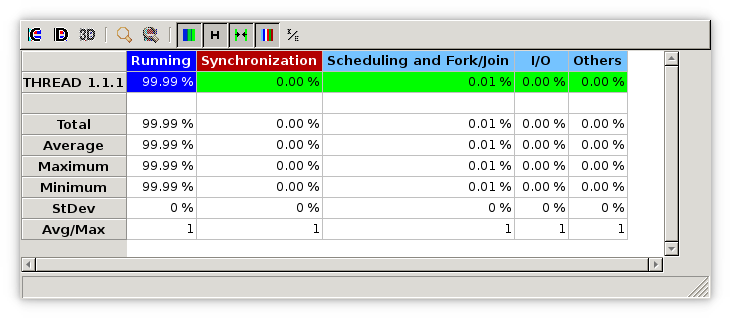 3D H
Running Synchronization Scheduling and Fork/Join I/O Others
THREAD 1.1.1 99.99 % 0.00 % 0.01 % 0.00 % 0.00 %
Total 99.99 % 0.00 % 0.01 % 0.00 % 0.00 %
Average 99.99 % 0.00 % 0.01 % 0.00 % 0.00 %
Maximum 99.99 % 0.00 % 0.01 % 0.00 % 0.00 %
Minimum 99.99 % 0.00 % 0.01 % 0.00 % 0.00 %
StDev 0 % 0 % 0 % 0 % 0 %
Avg/Max 1 1 1 1 1